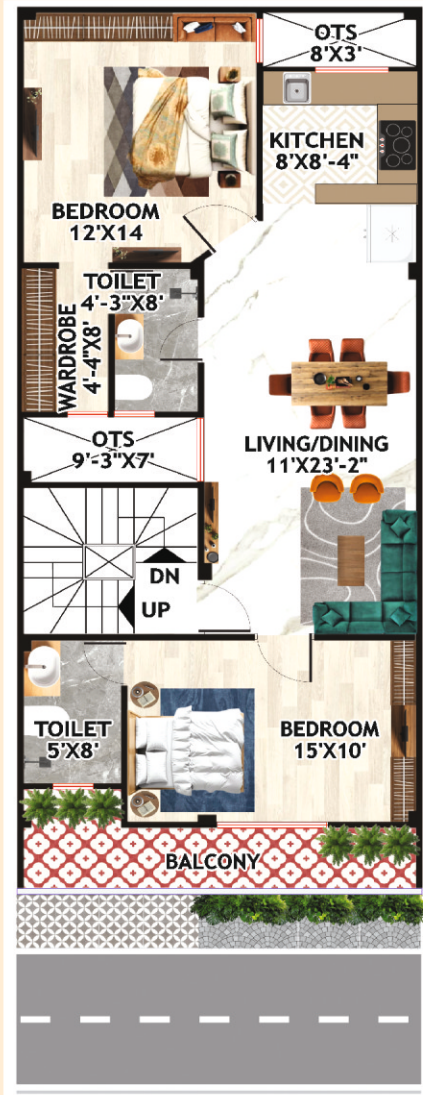 OTS
8'X3'
KITCHEN
8'X8'-4"
BEDROOM
12'X14
TOILET
4'-3"X8'
WARDROBE
4'-4"X8'
OTS
9'-3"X7'
LIVING/DINING
11'X23'-2"
DN
UP
TOILET
5'X8'
BEDROOM
15'X10'
BALCONY